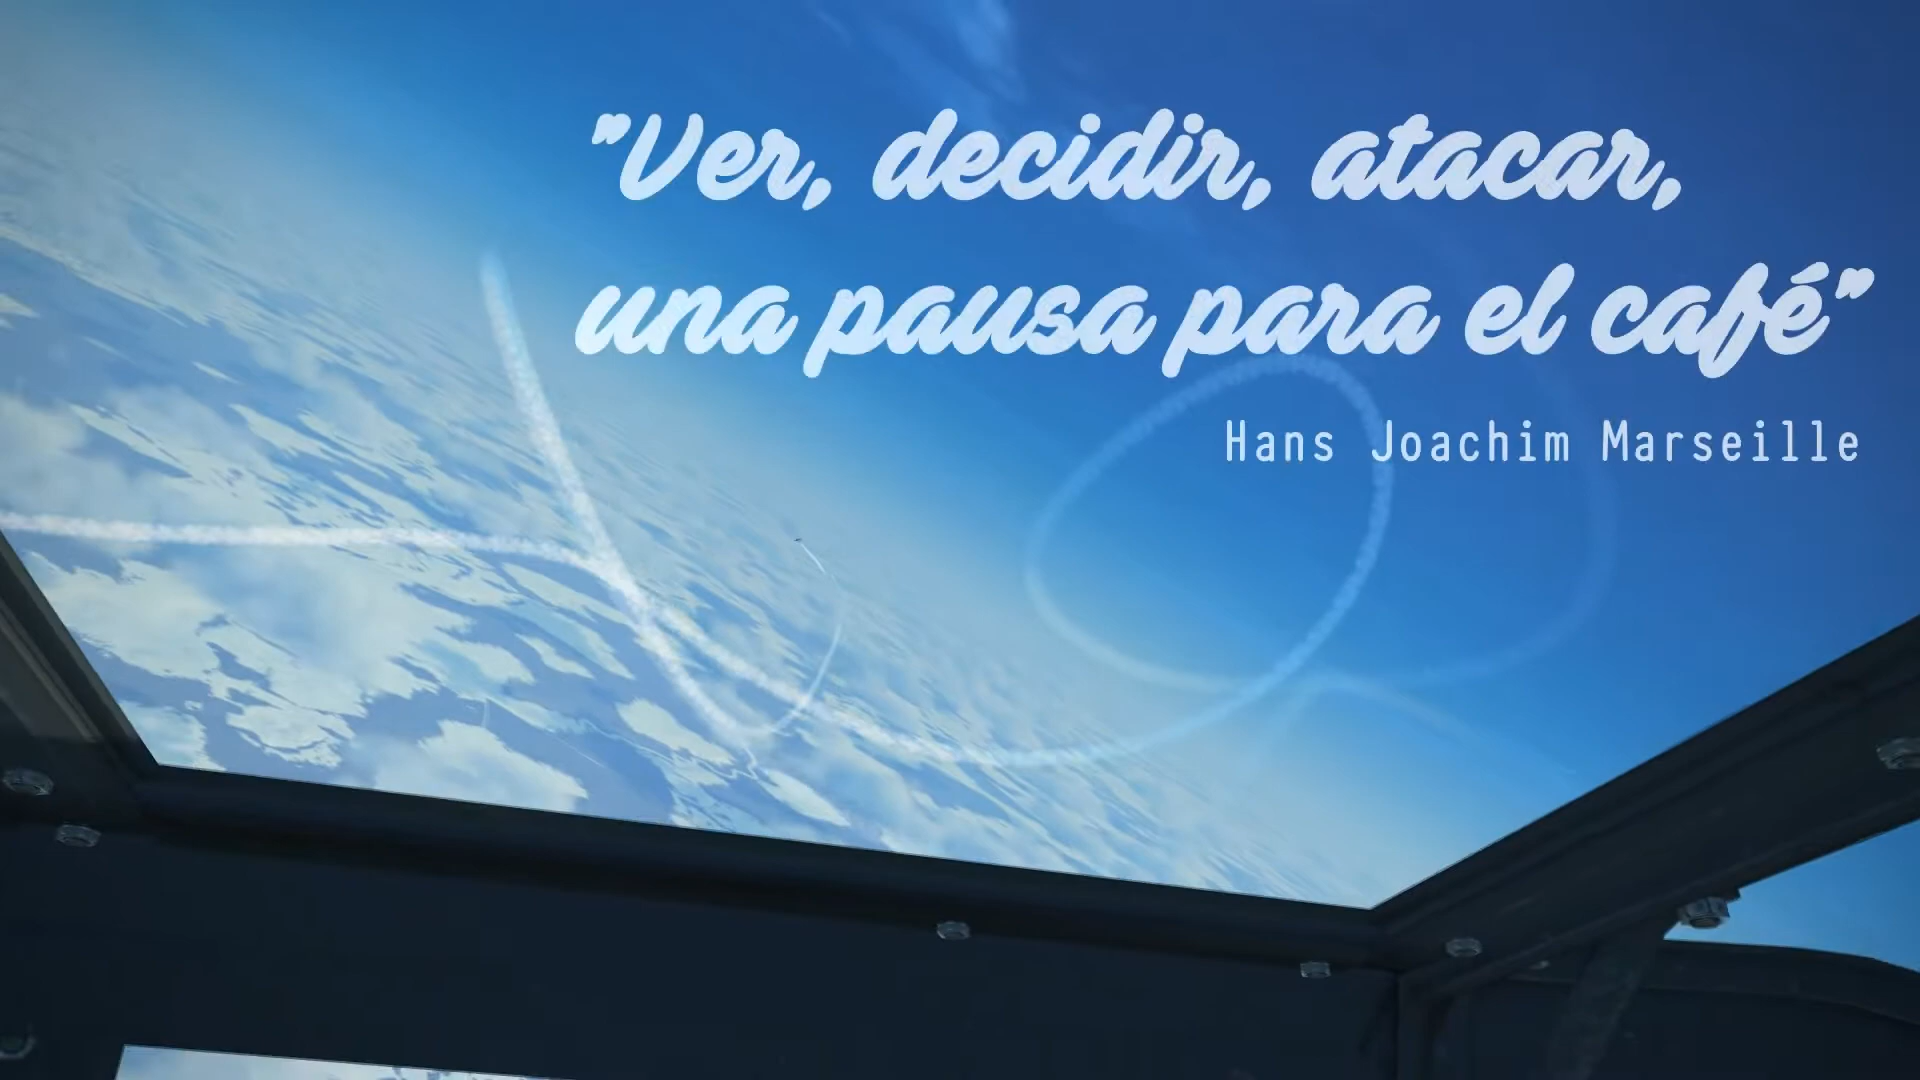 "Ver, decidir, atacar,
una pausa para el café"
Hans Joachim Marseille